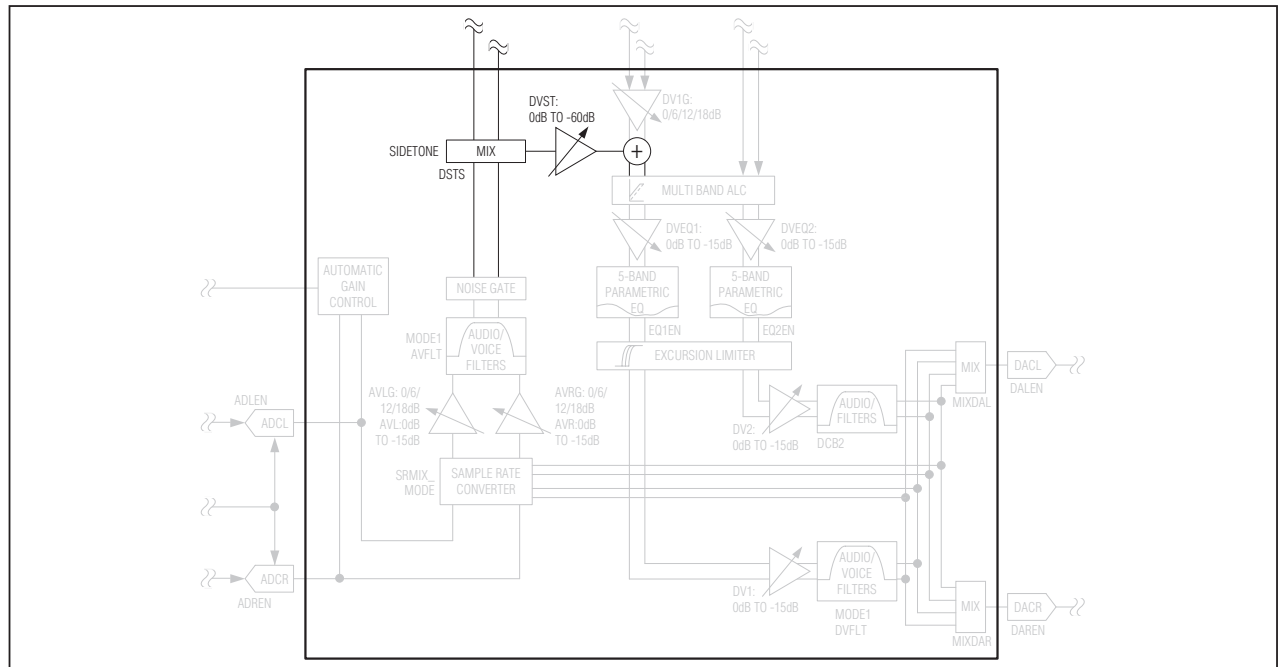 DVST:
0dB TO -60dB
DV1G:
0/6/12/18dB
SIDETONE
MIX
+
DSTS
MULTI BAND ALC
DVEQ1:
0dB TO -15dB
DVEQ2:
0dB TO -15dB
AUTOMATIC
GAIN
CONTROL
NOISE GATE
5-BAND
PARAMETRIC
EQ
5-BAND
PARAMETRIC
EQ
EQ1EN
EQ2EN
MODE1
AVFLT
AUDIO/
VOICE
FILTERS
EXCURSION LIMITER
MIX
DACL
DALEN
MIXDAL
AVLG: 0/6/
12/18dB
AVL:0dB
TO -15dB
AVRG: 0/6/
12/18dB
AVR:0dB
TO -15dB
ADLEN
ADCL
DV2:
0dB TO -15dB
AUDIO/
FILTERS
DCB2
SRMIX_
MODE
SAMPLE RATE
CONVERTER
ADCR
ADREN
DV1:
0dB TO -15dB
AUDIO/
VOICE
FILTERS
MODE1
DVFLT
MIX
DACR
DAREN
MIXDAR